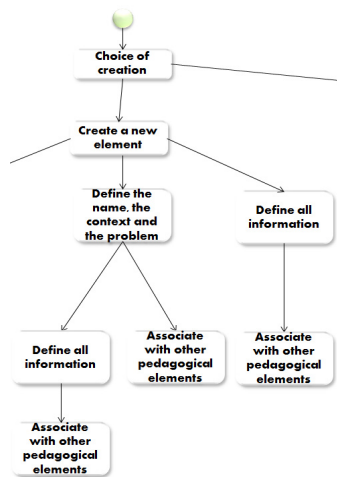 Choice of
creation
Create a new
element
Define the
name, the
context and
the problem
Define all
information
Define all
information
Associate
with other
pedagogical
elements
Associate
with other
pedagogical
elements
Associate
with other
pedagogical
elements